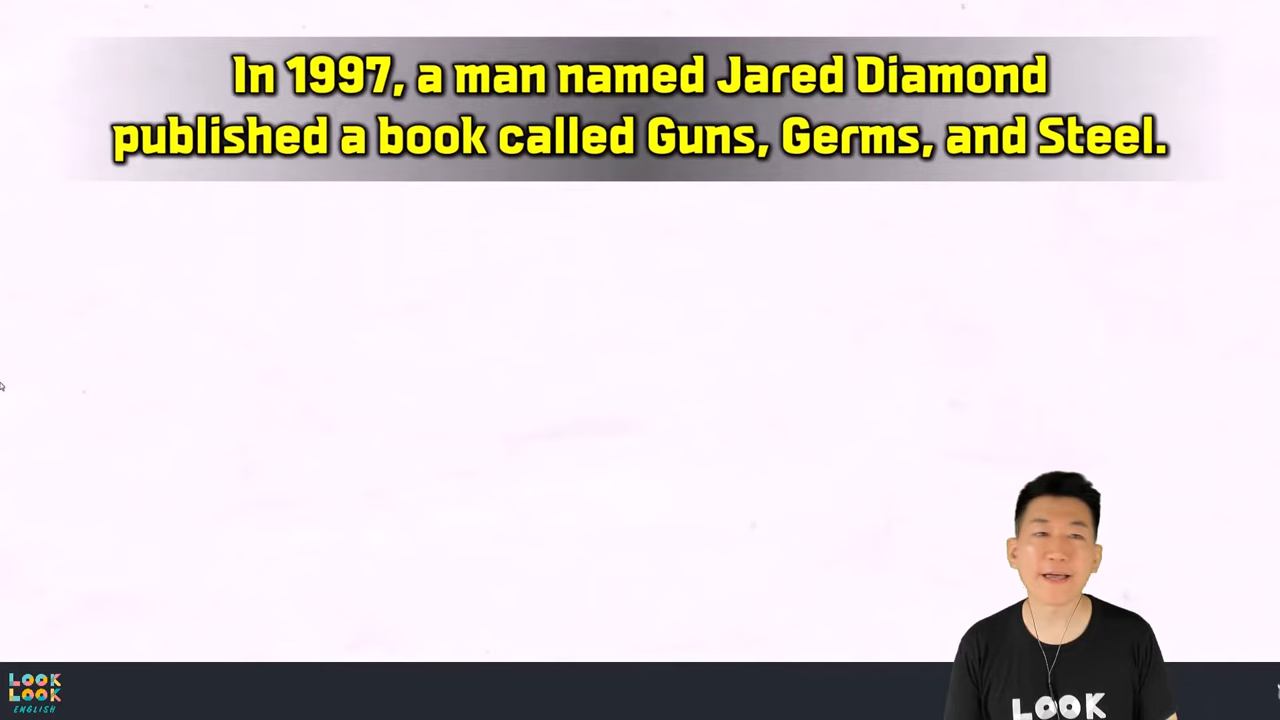 In 1997, a man named Jared Diamond
published a book called Guns, Germs, and Steel.
LOOK
LOOK
ENGLISH
LOOK